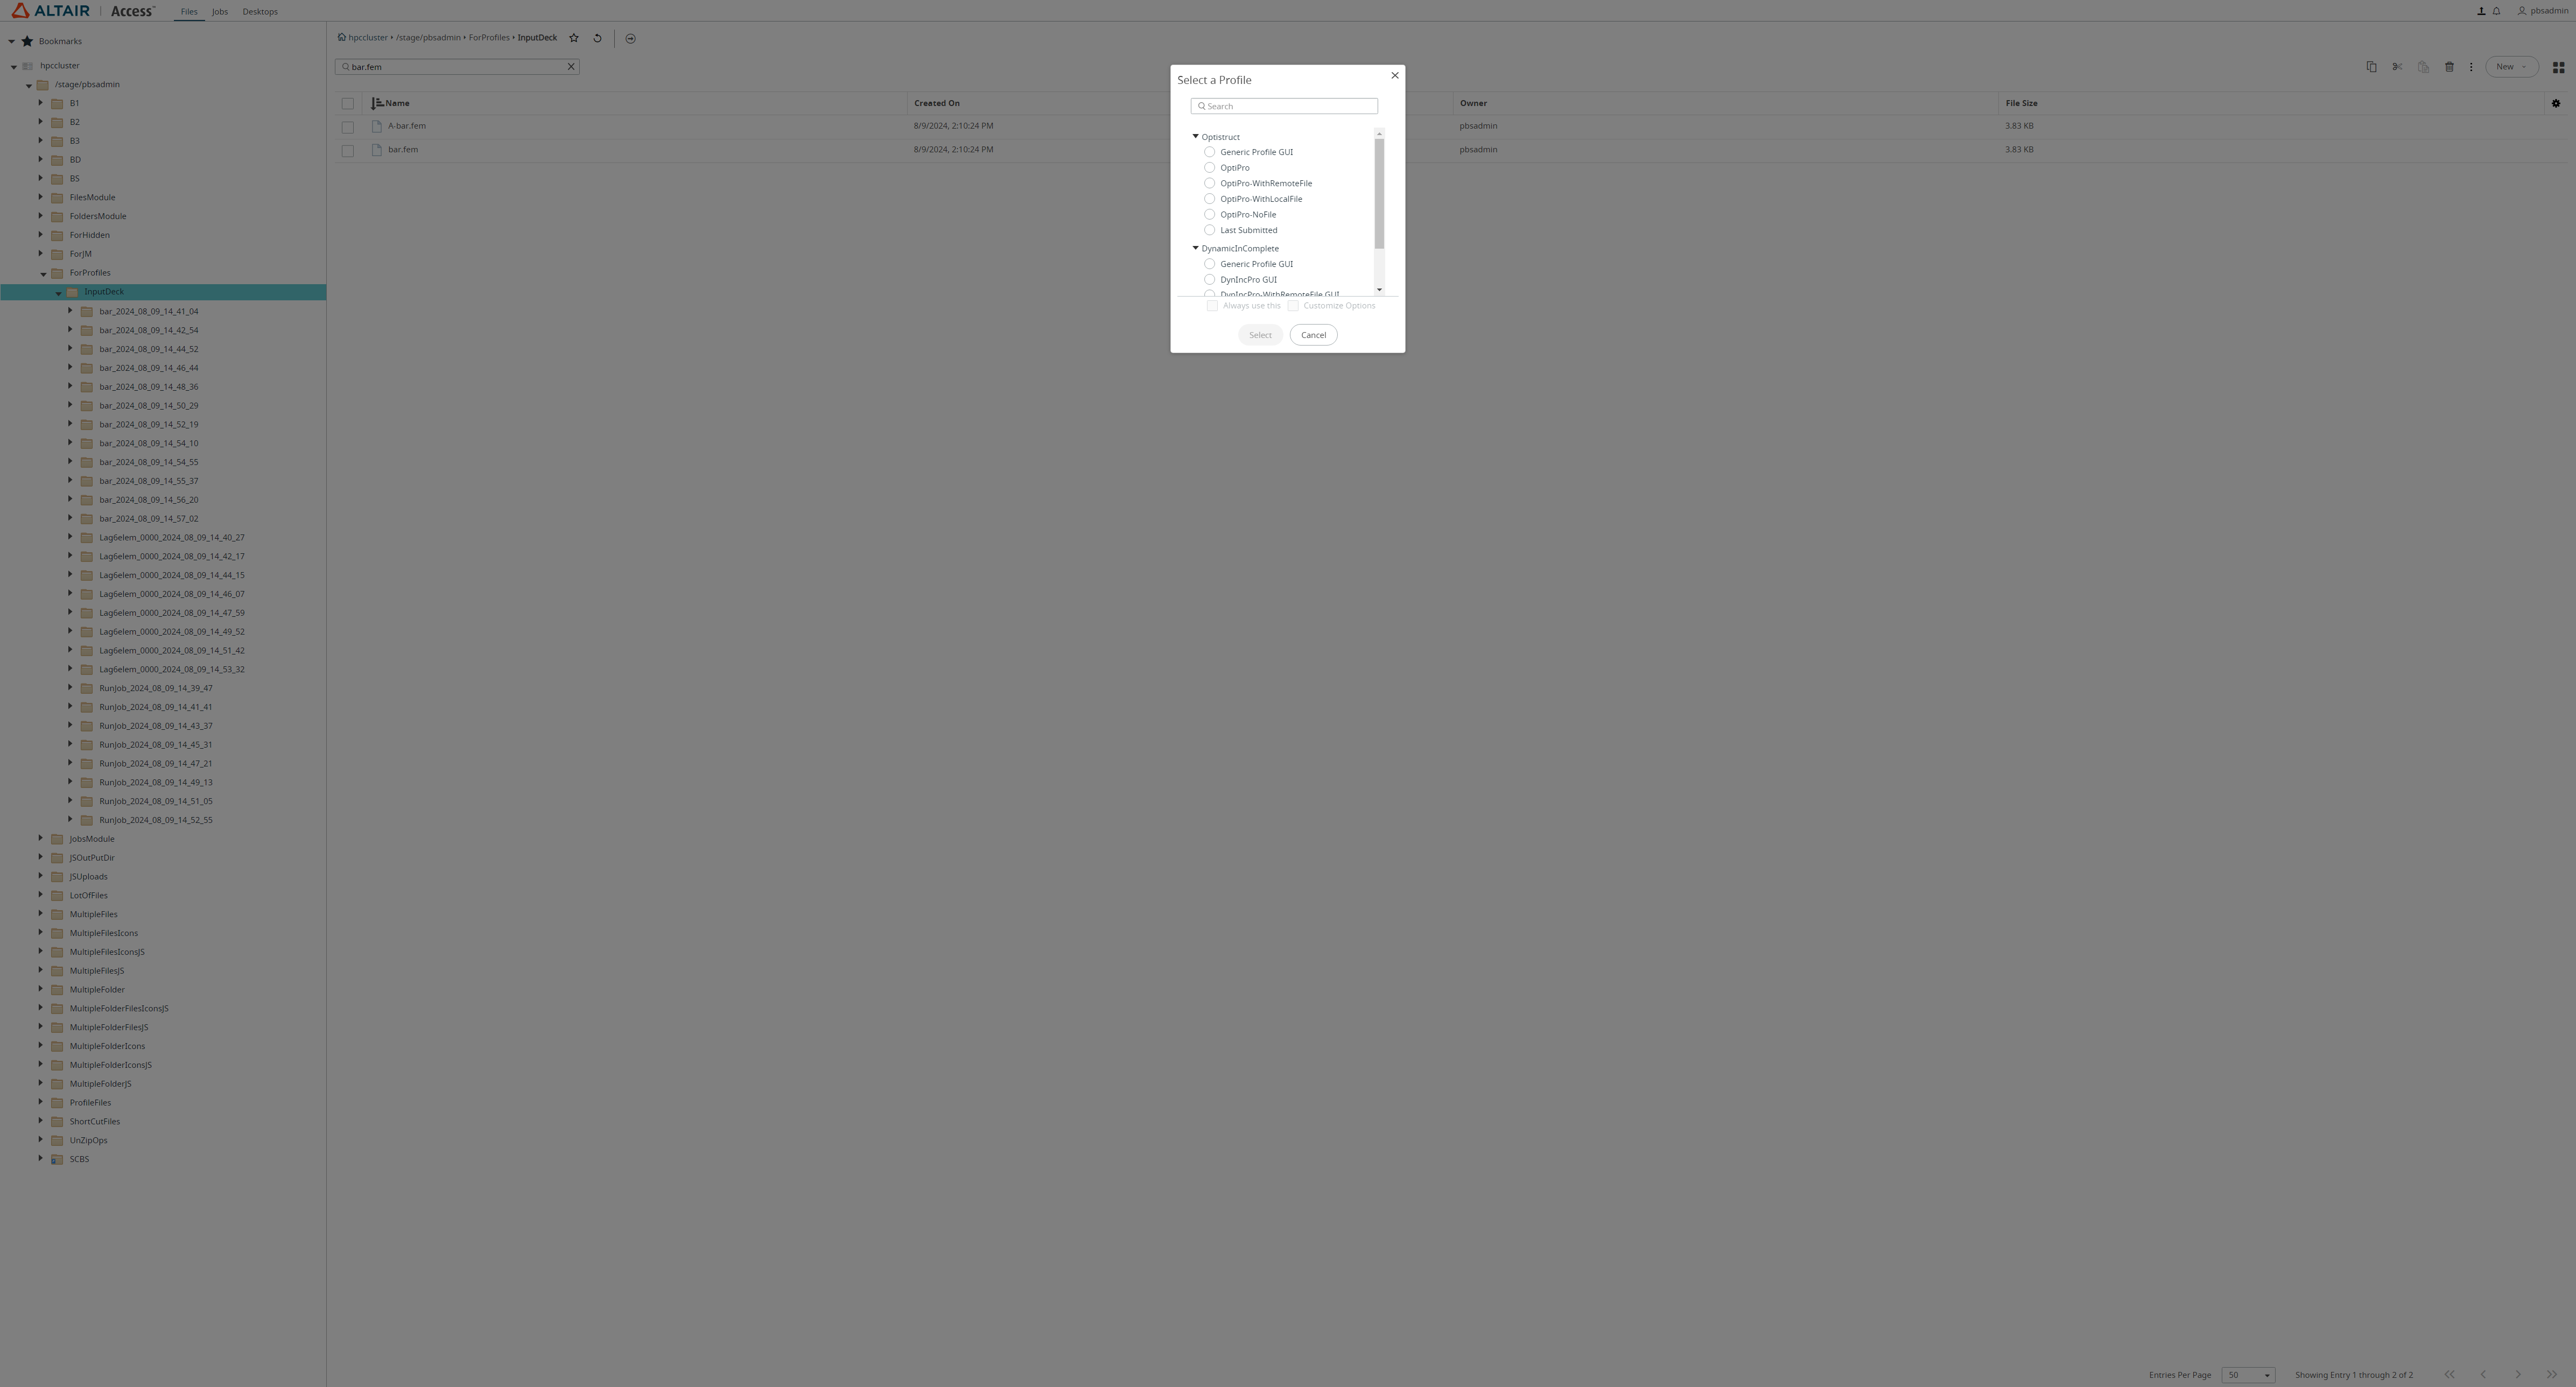 ALTAIR | Access™ Files Jobs Desktops pbsadmin
Bookmarks
hpccluster
/stage/pbsadmin
B1
B2
B3
BD
BS
FilesModule
FoldersModule
ForHidden
ForJM
ForProfiles
InputDeck
bar_2024_08_09_14_41_04
bar_2024_08_09_14_42_54
bar_2024_08_09_14_44_52
bar_2024_08_09_14_46_44
bar_2024_08_09_14_48_36
bar_2024_08_09_14_50_29
bar_2024_08_09_14_52_19
bar_2024_08_09_14_54_10
bar_2024_08_09_14_54_55
bar_2024_08_09_14_55_37
bar_2024_08_09_14_56_20
bar_2024_08_09_14_57_02
Lag6elem_0000_2024_08_09_14_40_27
Lag6elem_0000_2024_08_09_14_42_17
Lag6elem_0000_2024_08_09_14_44_15
Lag6elem_0000_2024_08_09_14_46_07
Lag6elem_0000_2024_08_09_14_47_59
Lag6elem_0000_2024_08_09_14_49_52
Lag6elem_0000_2024_08_09_14_51_42
Lag6elem_0000_2024_08_09_14_53_32
RunJob_2024_08_09_14_39_47
RunJob_2024_08_09_14_41_41
RunJob_2024_08_09_14_43_37
RunJob_2024_08_09_14_45_31
RunJob_2024_08_09_14_47_21
RunJob_2024_08_09_14_49_13
RunJob_2024_08_09_14_51_05
RunJob_2024_08_09_14_52_55
JobsModule
JSOutPutDir
JSUploads
LotOfFiles
MultipleFiles
MultipleFilesIcons
MultipleFilesIconsJS
MultipleFilesJS
MultipleFolder
MultipleFolderFilesIconsJS
MultipleFolderFilesJS
MultipleFolderIcons
MultipleFolderIconsJS
MultipleFolderJS
ProfileFiles
ShortCutFiles
UnZipOps
SCBS
hpccluster /stage/pbsadmin ForProfiles InputDeck
bar.fem
New
Name Created On Owner File Size
A-bar.fem 8/9/2024, 2:10:24 PM pbsadmin 3.83 KB
bar.fem 8/9/2024, 2:10:24 PM pbsadmin 3.83 KB
Select a Profile
Search
Optistruct
Generic Profile GUI
OptiPro
OptiPro-WithRemoteFile
OptiPro-WithLocalFile
OptiPro-NoFile
Last Submitted
DynamicInComplete
Generic Profile GUI
DynIncPro GUI
DynIncPro-WithRemoteFile GUI
Always use this Customize Options
Select Cancel
Entries Per Page 50 Showing Entry 1 through 2 of 2